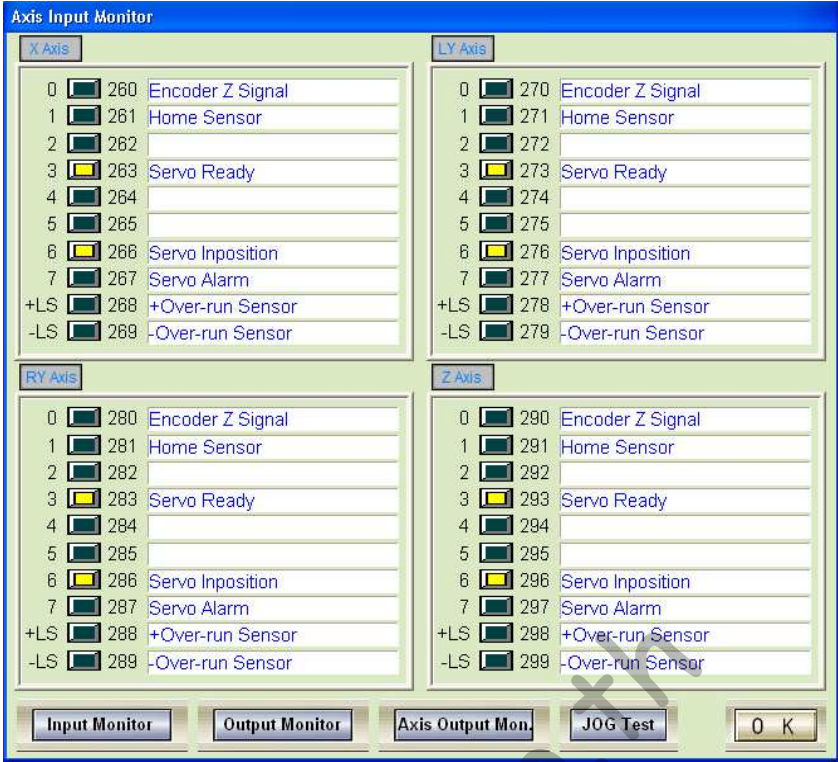 Axis Input Monitor
X Axis
0 260 Encoder Z Signal
1 261 Home Sensor
2 262
3 263 Servo Ready
4 264
5 265
6 266 Servo Inposition
7 267 Servo Alarm
+LS 268 +Over-run Sensor
-LS 269 -Over-run Sensor
LY Axis
0 270 Encoder Z Signal
1 271 Home Sensor
2 272
3 273 Servo Ready
4 274
5 275
6 276 Servo Inposition
7 277 Servo Alarm
+LS 278 +Over-run Sensor
-LS 279 -Over-run Sensor
RY Axis
0 280 Encoder Z Signal
1 281 Home Sensor
2 282
3 283 Servo Ready
4 284
5 285
6 286 Servo Inposition
7 287 Servo Alarm
+LS 288 +Over-run Sensor
-LS 289 -Over-run Sensor
Z Axis
0 290 Encoder Z Signal
1 291 Home Sensor
2 292
3 293 Servo Ready
4 294
5 295
6 296 Servo Inposition
7 297 Servo Alarm
+LS 298 +Over-run Sensor
-LS 299 -Over-run Sensor
Input Monitor Output Monitor Axis Output Mon. JOG Test O K